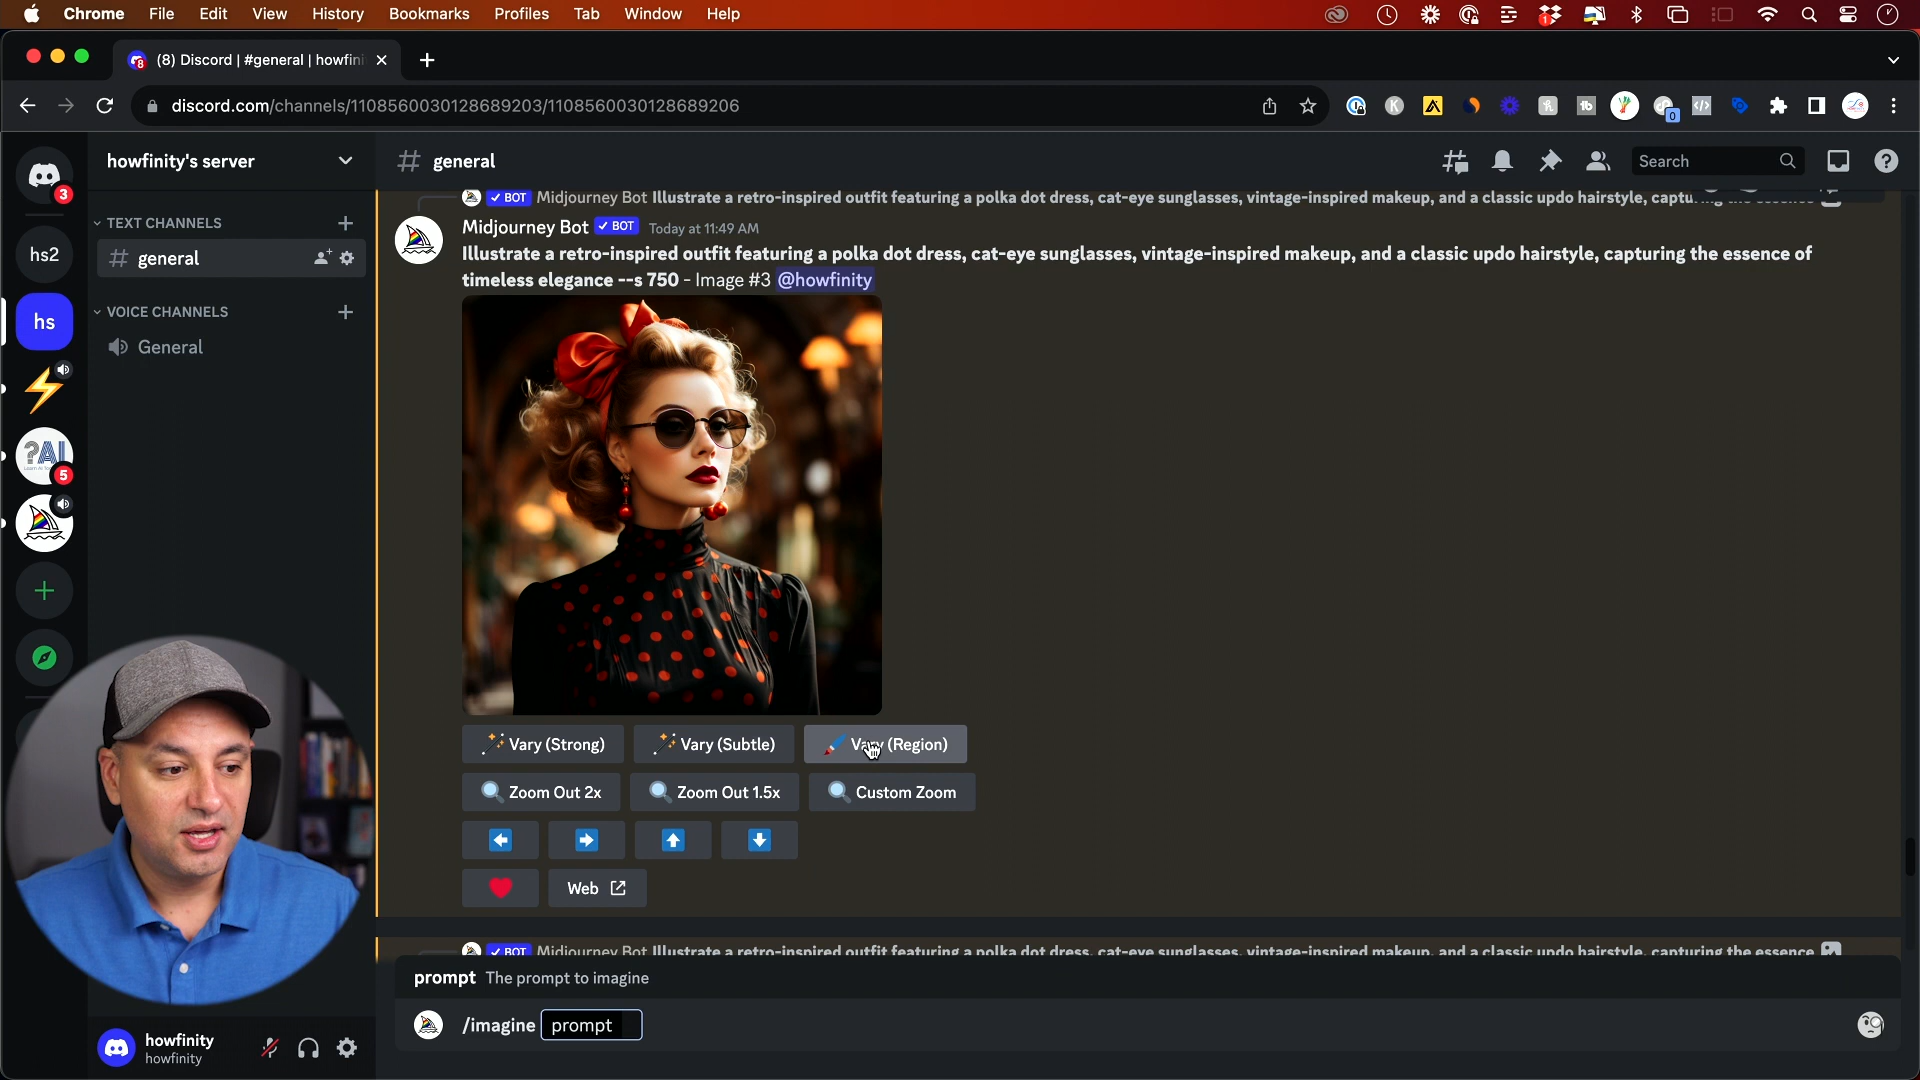 Chrome File Edit View History Bookmarks Profiles Tab Window Help
(8) Discord | #general | howfini
discord.com/channels/1108560030128689203/1108560030128689206
howfinity's server
general
Search
3
TEXT CHANNELS
general
hs2
hs
VOICE CHANNELS
General
?AI
5
BOT Midjourney Bot Illustrate a retro-inspired outfit featuring a polka dot dress, cat-eye sunglasses, vintage-inspired makeup, and a classic updo hairstyle,
Midjourney Bot BOT Today at 11:49 AM
Illustrate a retro-inspired outfit featuring a polka dot dress, cat-eye sunglasses, vintage-inspired makeup, and a classic updo hairstyle, capturing the essence of
timeless elegance --s 750 - Image #3 @howfinity
Vary (Strong) Vary (Subtle) Vary (Region)
Zoom Out 2x Zoom Out 1.5x Custom Zoom
Web
BOT Midjourney Bot Illustrate a retro-inspired outfit featuring a polka dot dress, cat-eye sunglasses, vintage-inspired makeup, and a classic updo hairstyle, capturing the essence
prompt The prompt to imagine
/imagine prompt
howfinity
howfinity